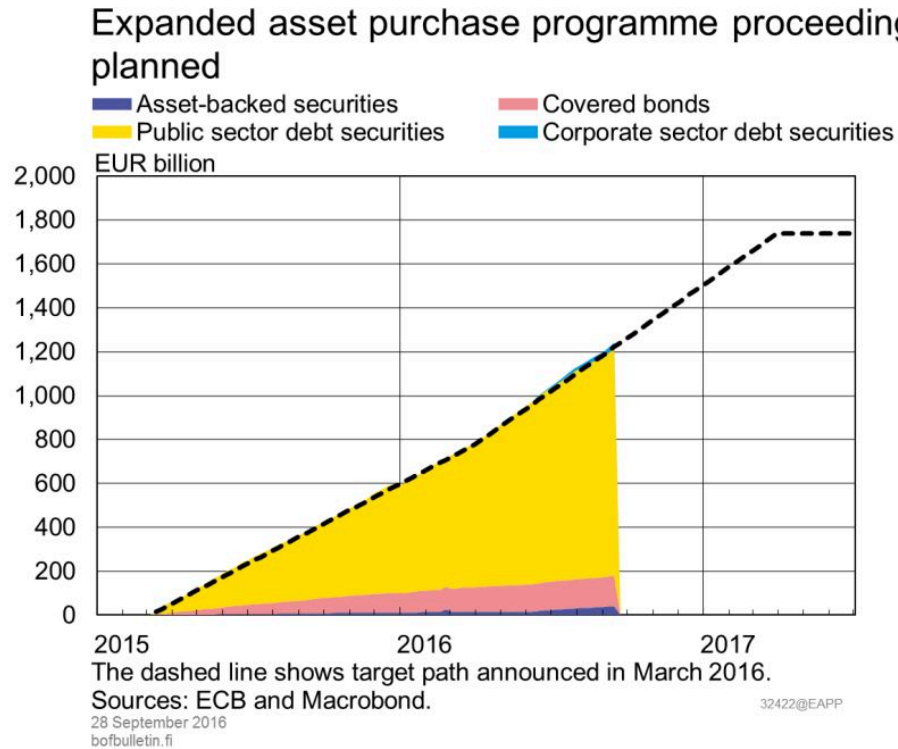 Expanded asset purchase programme proceeding
planned
Asset-backed securities
Covered bonds
Public sector debt securities
Corporate sector debt securities
EUR billion
2,000
1,800
1,600
1,400
1,200
1,000
800
600
400
200
0
2015
2016
2017
The dashed line shows target path announced in March 2016.
Sources: ECB and Macrobond.
32422@EAPP
28 September 2016
bofbulletin.fi